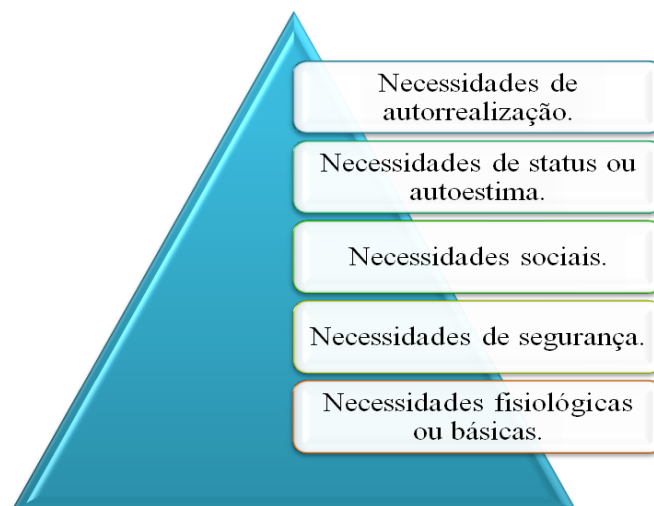 Necessidades de
autorrealização.
Necessidades de status ou
autoestima.
Necessidades sociais.
Necessidades de segurança.
Necessidades fisiológicas
ou básicas.